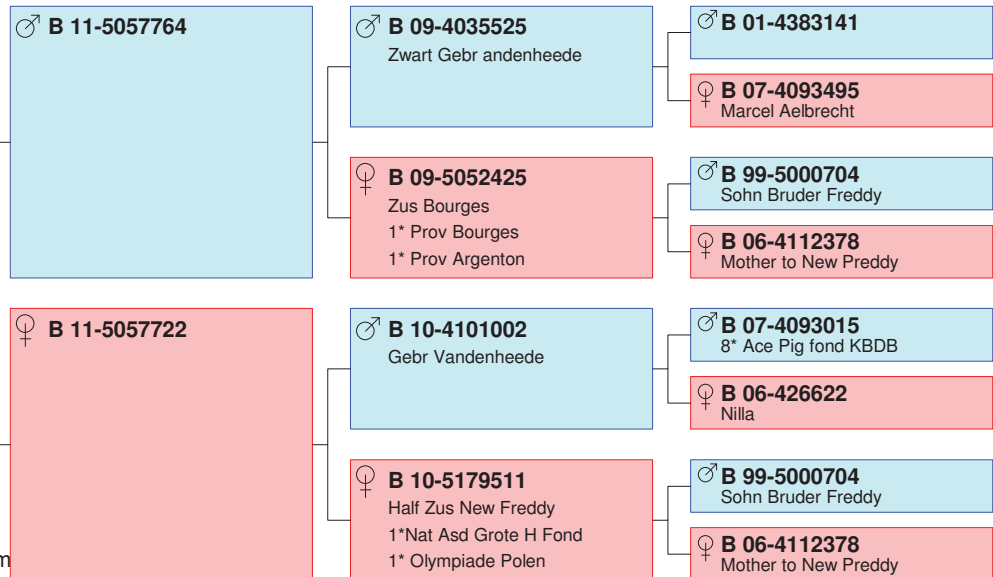 B 11-5057764
B 09-4035525
Zwart Gebr andenheede
B 01-4383141
B 07-4093495
Marcel Aelbrecht
B 09-5052425
Zus Bourges
1* Prov Bourges
1* Prov Argenton
B 99-5000704
Sohn Bruder Freddy
B 06-4112378
Mother to New Preddy
B 11-5057722
B 10-4101002
Gebr Vandenheede
B 07-4093015
8* Ace Pig fond KBDB
B 06-426622
Nilla
B 10-5179511
Half Zus New Freddy
1*Nat Asd Grote H Fond
1* Olympiade Polen
B 99-5000704
Sohn Bruder Freddy
B 06-4112378
Mother to New Preddy
m